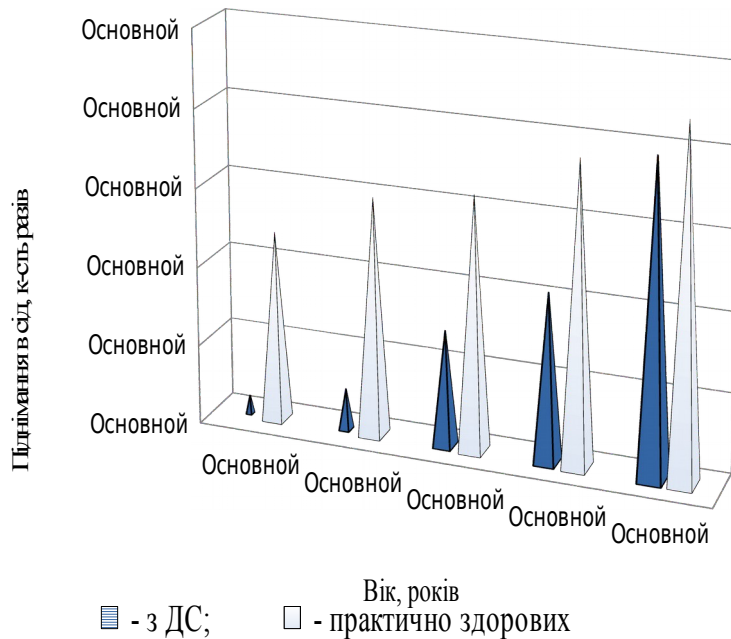 Основной
Основной
Основной
Основной
Основной
Основной
Піднімання в сід, к-сть разів
Основной
Основной
Основной
Основной
Основной
Вік, років
- з ДС;
- практично здорових